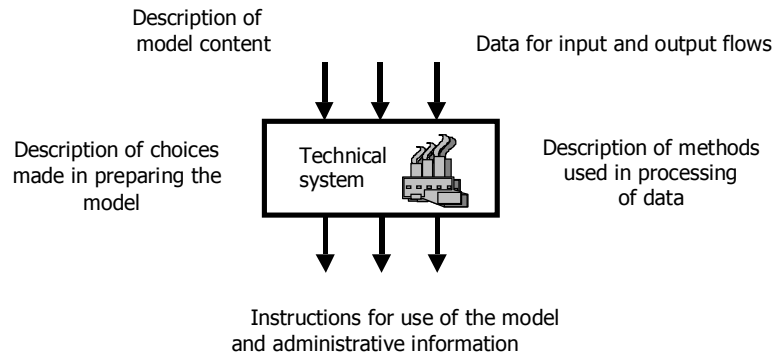 Description of
model content
Data for input and output flows
Description of choices
made in preparing the
model
Technical
system
Description of methods
used in processing
of data
Instructions for use of the model
and administrative information